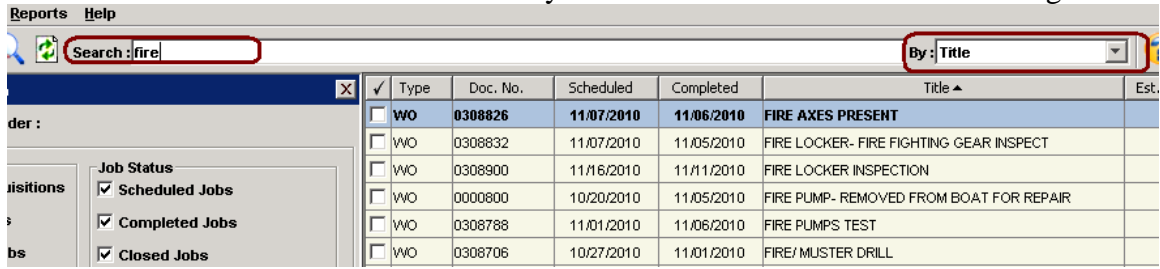 Reports Help
Search : fire By : Title
✓ Type Doc. No. Scheduled Completed Title Est.
WO 0308826 11/07/2010 11/06/2010 FIRE AXES PRESENT
der :
WO 0308832 11/07/2010 11/05/2010 FIRE LOCKER- FIRE FIGHTING GEAR INSPECT
Job Status
WO 0308900 11/16/2010 11/11/2010 FIRE LOCKER INSPECTION
uisitions Scheduled Jobs
WO 0000800 10/20/2010 11/05/2010 FIRE PUMP- REMOVED FROM BOAT FOR REPAIR
s Completed Jobs
WO 0308788 11/01/2010 11/06/2010 FIRE PUMPS TEST
bs Closed Jobs
WO 0308706 10/27/2010 11/01/2010 FIRE/ MUSTER DRILL